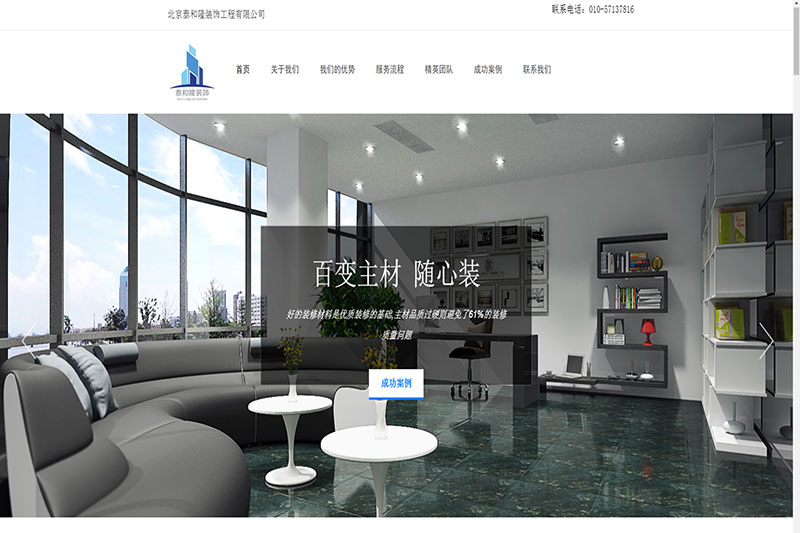 北京泰和隆装饰工程有限公司
联系电话：010-57137816
泰和隆装饰
首页 关于我们 我们的优势 服务流程 精英团队 成功案例 联系我们
百变主材 随心装
好的装修材料是优质装修的基础,主材品质过硬则避免了61%的装修
质量问题
成功案例